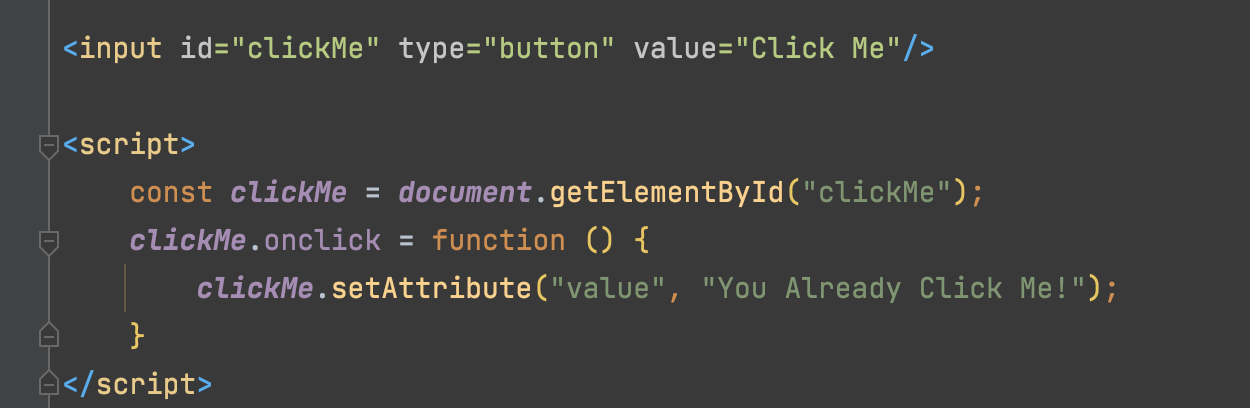 <input id="clickMe" type="button" value="Click Me"/>
<script>
const clickMe = document.getElementById("clickMe");
clickMe.onclick = function () {
clickMe.setAttribute("value", "You Already Click Me!");
}
</script>